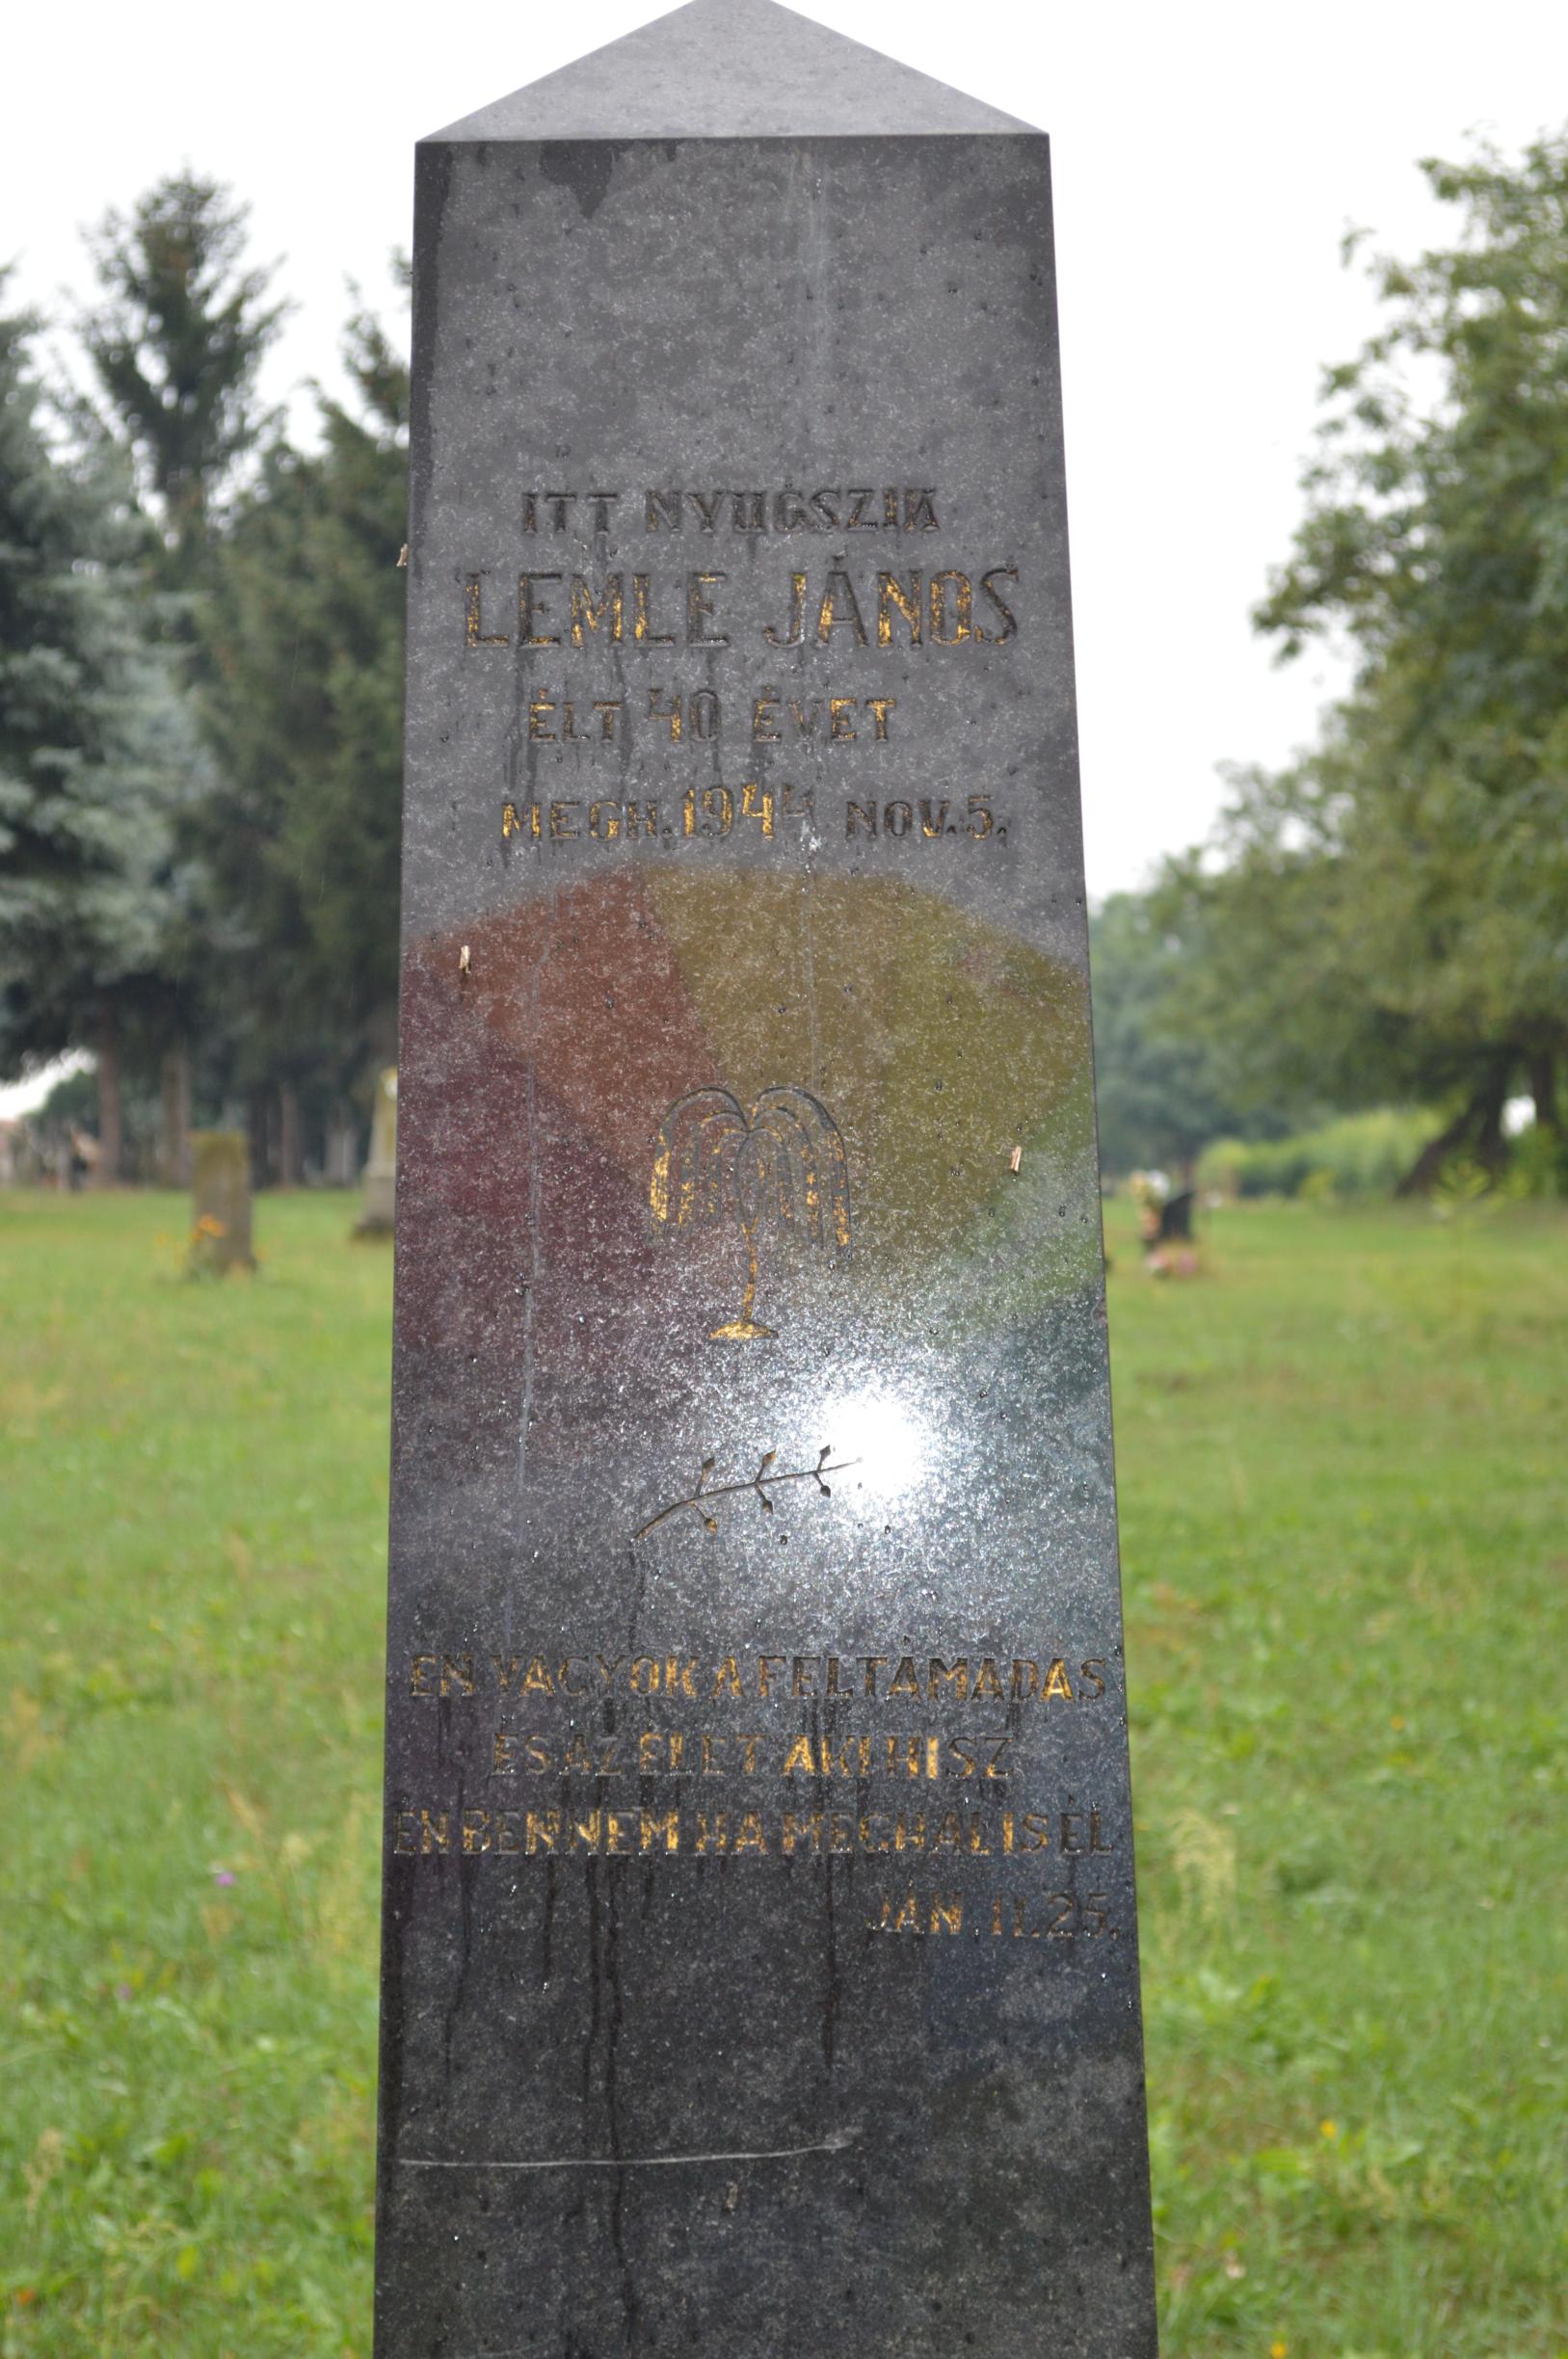 ITT NYUGSZIK
LEMLE JÁNOS
ÉLT 40 ÉVET
MEGH. 1944 NOV. 5.
ÉN VAGYOK A FELTAMADAS
ÉS AZ ÉLET AKI HISZ
ÉN BENNEM HA MEGHAL IS ÉL
JÁN. 11.25.